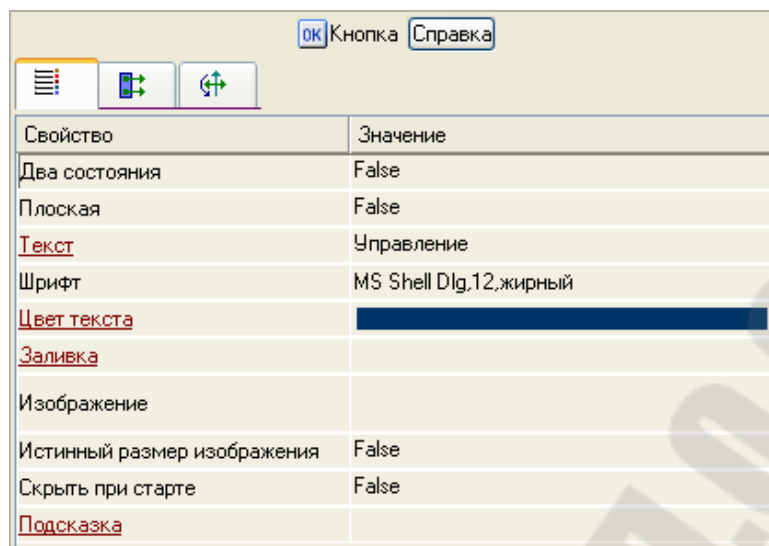 ОК Кнопка Справка
Свойство Значение
Два состояния False
Плоская False
Текст Управление
Шрифт MS Shell Dlg,12,жирный
Цвет текста
Заливка
Изображение
Истинный размер изображения False
Скрыть при старте False
Подсказка